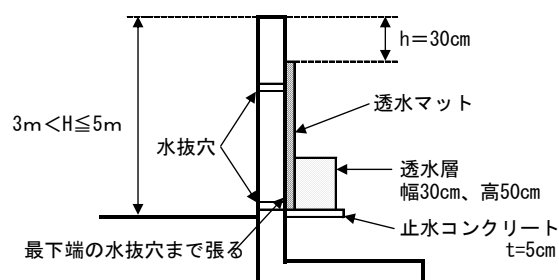 h＝30cm
透水マット
3ｍ＜H≦5ｍ
水抜穴
透水層
幅30cm、高50cm
止水コンクリート
t=5cm
最下端の水抜穴まで張る